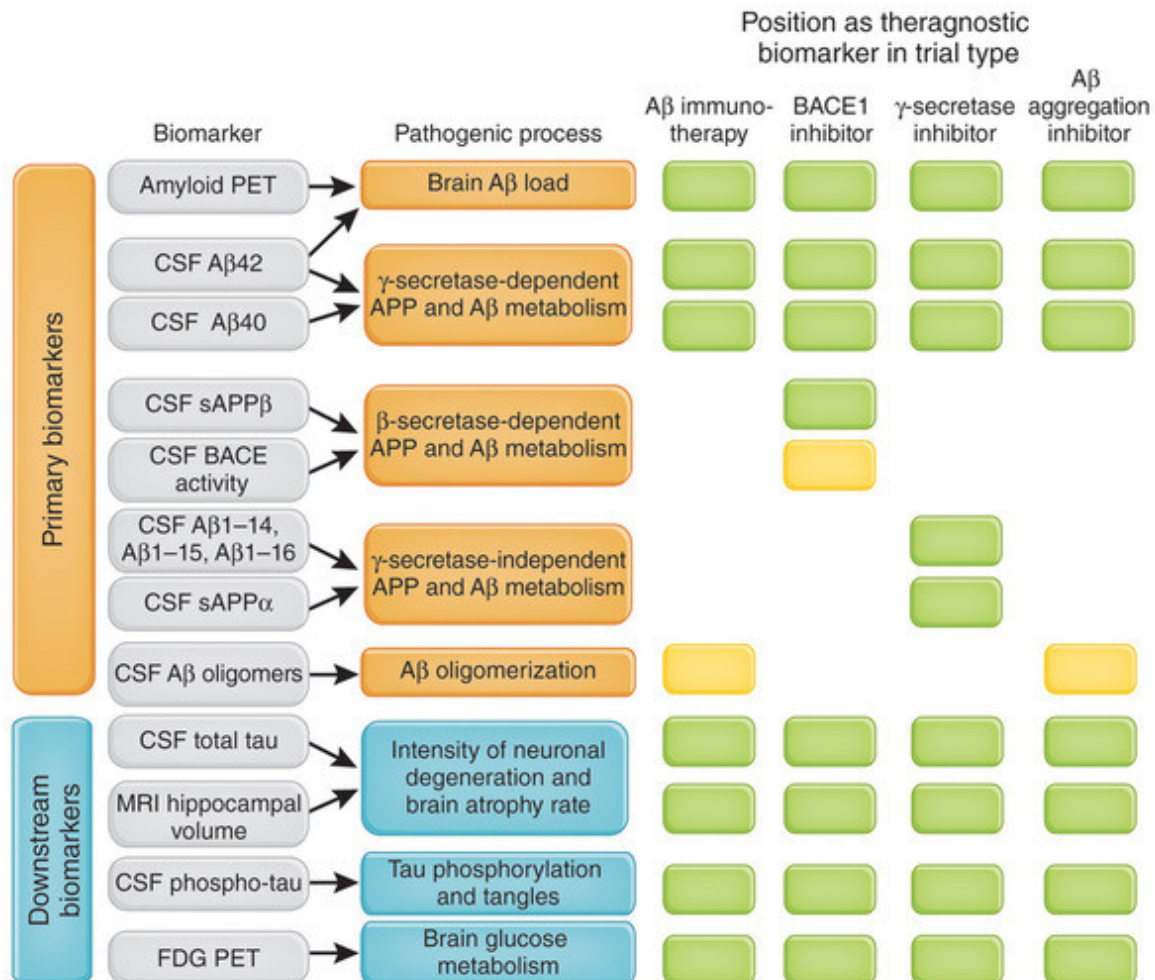 Position as theragnostic
biomarker in trial type
Biomarker
Pathogenic process
Aβ immuno-
therapy
BACE1
inhibitor
γ-secretase
inhibitor
Aβ
aggregation
inhibitor
Primary biomarkers
Amyloid PET
Brain Aβ load
CSF Aβ42
γ-secretase-dependent
APP and Aβ metabolism
CSF Aβ40
CSF sAPPβ
β-secretase-dependent
APP and Aβ metabolism
CSF BACE
activity
CSF Aβ1–14,
Aβ1–15, Aβ1–16
γ-secretase-independent
APP and Aβ metabolism
CSF sAPPα
CSF Aβ oligomers
Aβ oligomerization
Downstream
biomarkers
CSF total tau
Intensity of neuronal
degeneration and
brain atrophy rate
MRI hippocampal
volume
CSF phospho-tau
Tau phosphorylation
and tangles
FDG PET
Brain glucose
metabolism